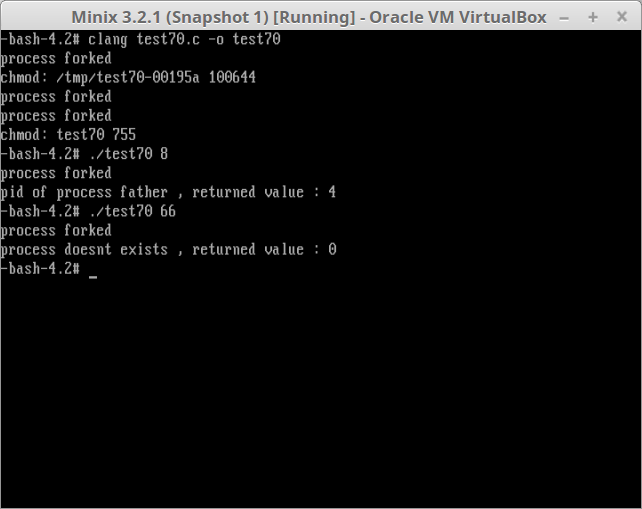 Minix 3.2.1 (Snapshot 1) [Running] - Oracle VM VirtualBox
-bash-4.2# clang test70.c -o test70
process forked
chmod: /tmp/test70-00195a 100644
process forked
process forked
chmod: test70 755
-bash-4.2# ./test70 8
process forked
pid of process father , returned value : 4
-bash-4.2# ./test70 66
process forked
process doesnt exists , returned value : 0
-bash-4.2# _